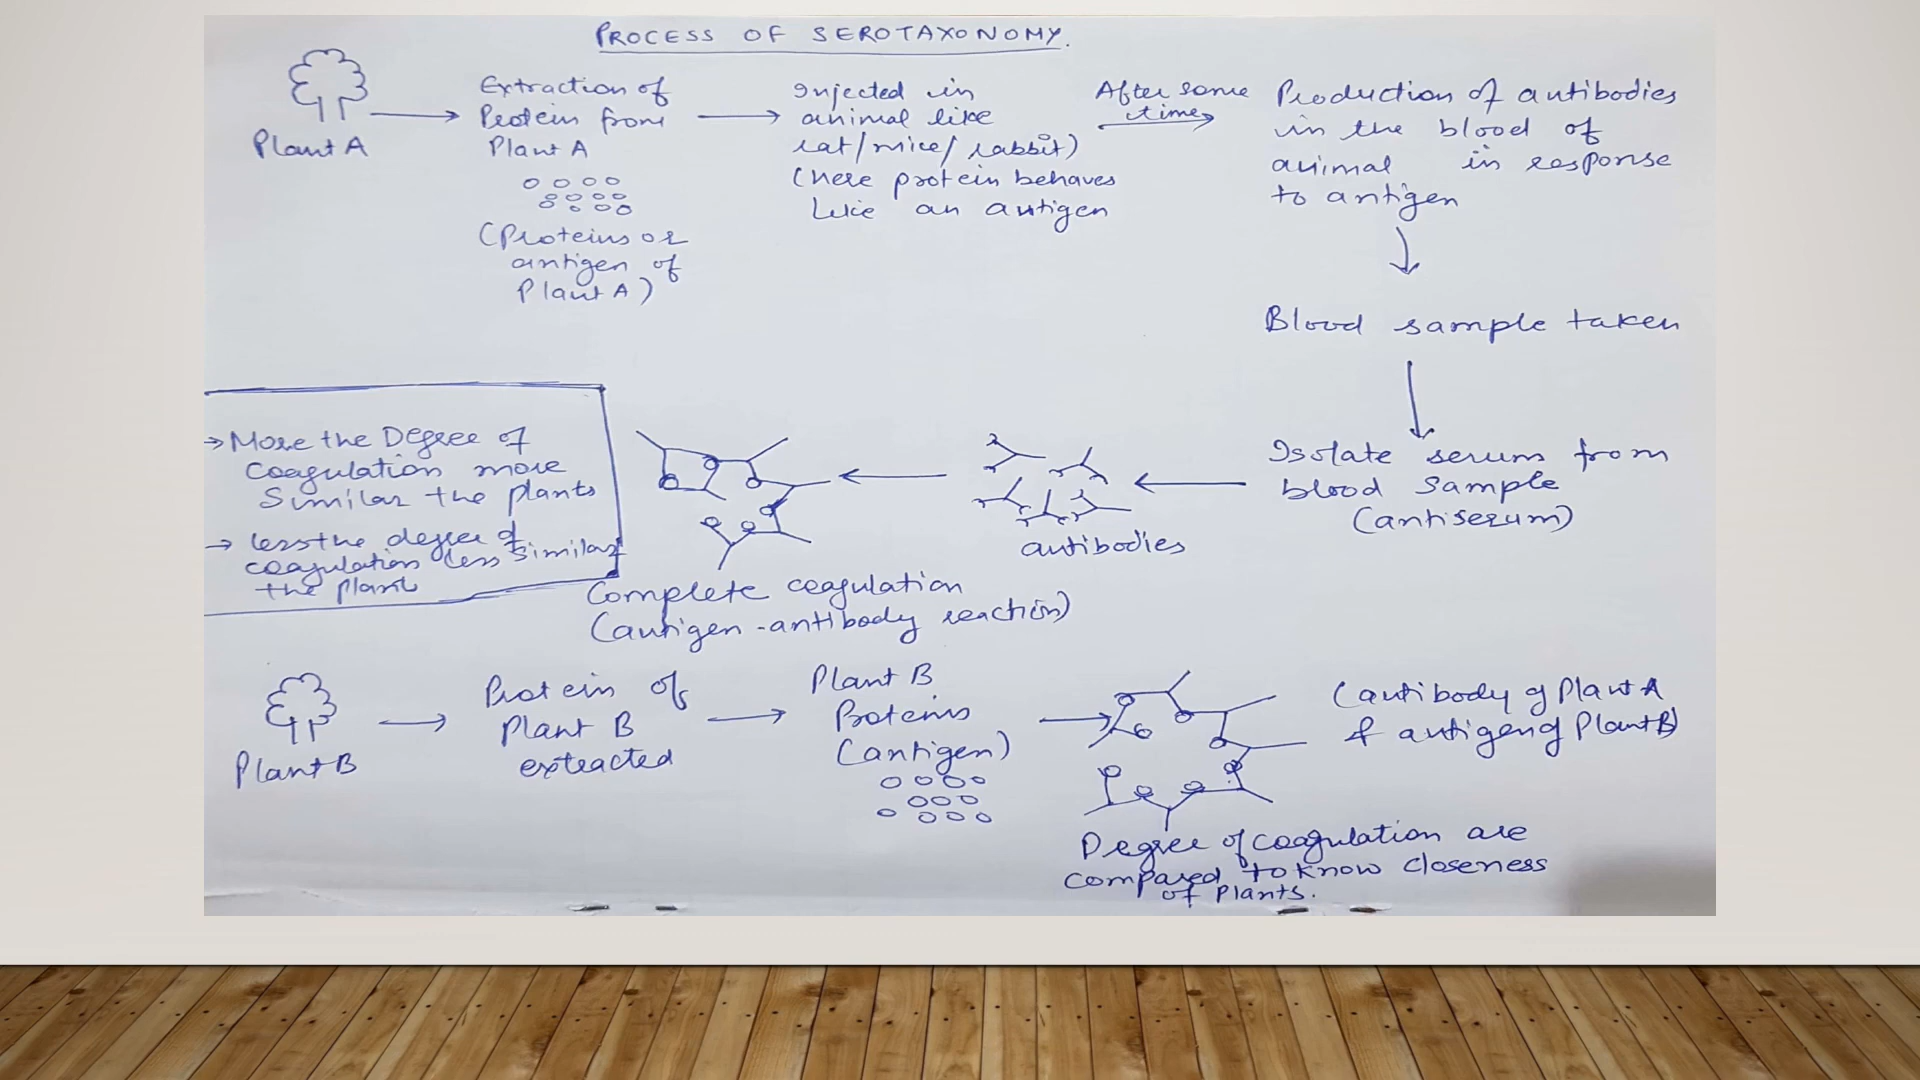 PROCESS OF SEROTAXONOMY.
Plant A
Extraction of
Protein from
Plant A
(Proteins or
antigen of
Plant A)
Injected in
animal like
rat/mice/rabbit)
(here protein behaves
like an antigen
After some
time
Production of antibodies
in the blood of
animal in response
to antigen
Blood sample taken
Isolate serum from
blood sample
(antiserum)
antibodies
Complete coagulation
(antigen-antibody reaction)
→ More the Degree of
coagulation more
similar the plants
→ less the degree of
coagulation less similar
the plant
Plant B
Protein of
Plant B
extracted
Plant B
Proteins
(antigen)
(antibody of Plant A
& antigen of Plant B)
Degree of coagulation are
compared to know closeness
of plants.